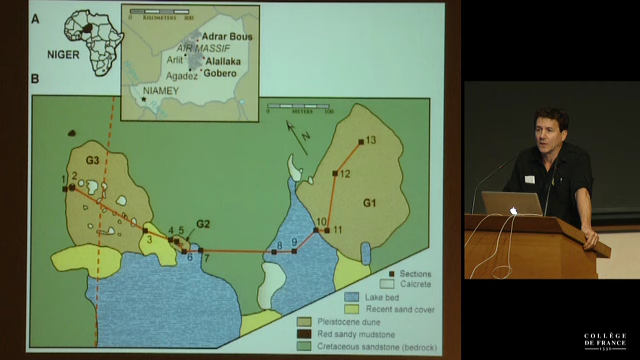 A
NIGER
KILOMETERS
Adrar Bous
AÏR MASSIF
Arlit
Alallaka
Agadez
Gobero
NIAMEY
B
METERS
N
G3
G2
G1
1
2
3
4
5
6
7
8
9
10
11
12
13
Sections
Calcrete
Lake bed
Recent sand cover
Pleistocene dune
Red sandy mudstone
Cretaceous sandstone (bedrock)
COLLÈGE
DE FRANCE
1530